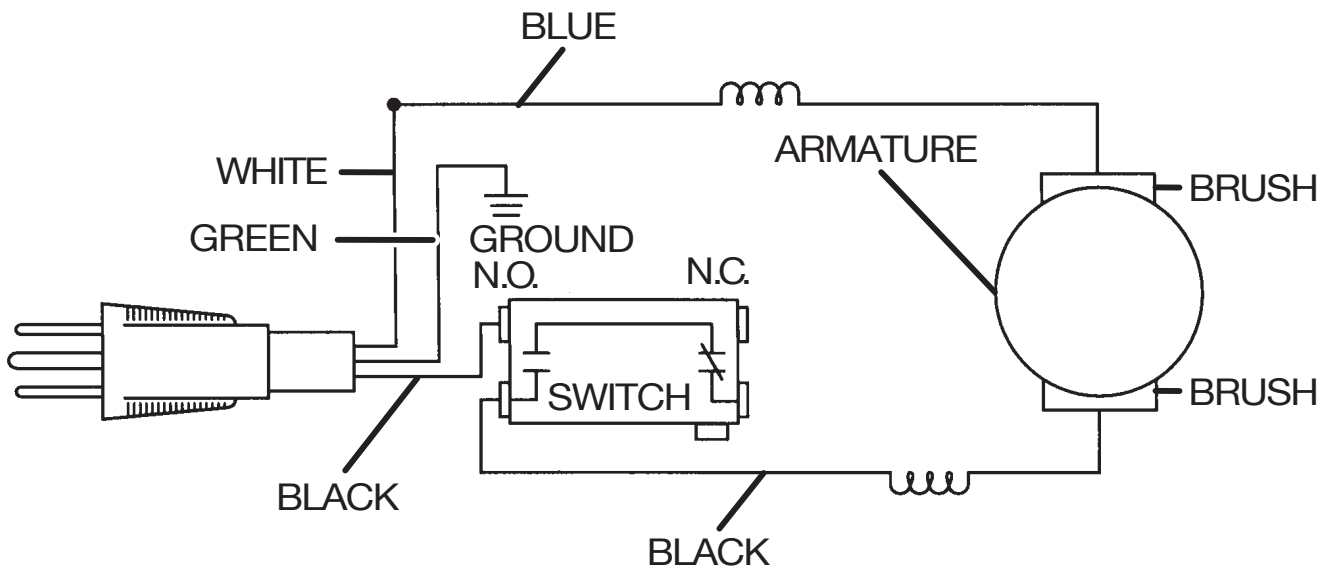 BLUE
ARMATURE
WHITE
BRUSH
GREEN
GROUND
N.O.
N.C.
SWITCH
BRUSH
BLACK
BLACK